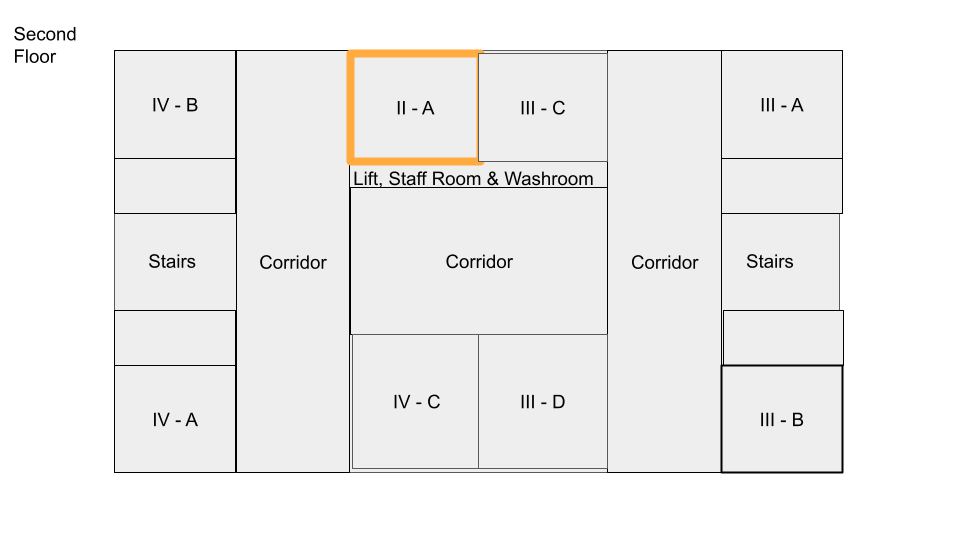 Second
Floor
IV - B
II - A
III - C
III - A
Lift, Staff Room & Washroom
Stairs
Corridor
Corridor
Corridor
Stairs
IV - C
III - D
IV - A
III - B